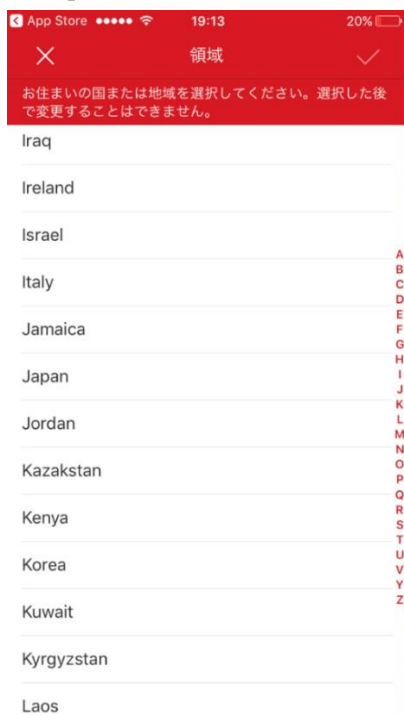 App Store 19:13 20%
領域
お住まいの国または地域を選択してください。選択した後
で変更することはできません。
Iraq
Ireland
Israel
Italy
Jamaica
Japan
Jordan
Kazakstan
Kenya
Korea
Kuwait
Kyrgyzstan
Laos
A
B
C
D
E
F
G
H
I
J
K
L
M
N
O
P
Q
R
S
T
U
V
Y
Z